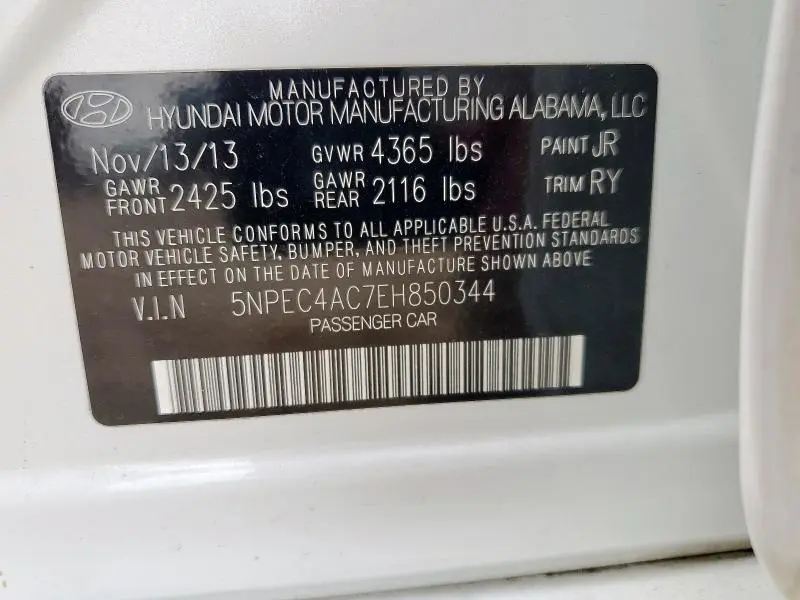 MANUFACTURED BY
HYUNDAI MOTOR MANUFACTURING ALABAMA, LLC
Nov/13/13 GVWR 4365 lbs PAINT JR
GAWR FRONT 2425 lbs GAWR REAR 2116 lbs TRIM RY
THIS VEHICLE CONFORMS TO ALL APPLICABLE U.S.A. FEDERAL
MOTOR VEHICLE SAFETY, BUMPER, AND THEFT PREVENTION STANDARDS
IN EFFECT ON THE DATE OF MANUFACTURE SHOWN ABOVE
V.I.N 5NPEC4AC7EH850344
PASSENGER CAR